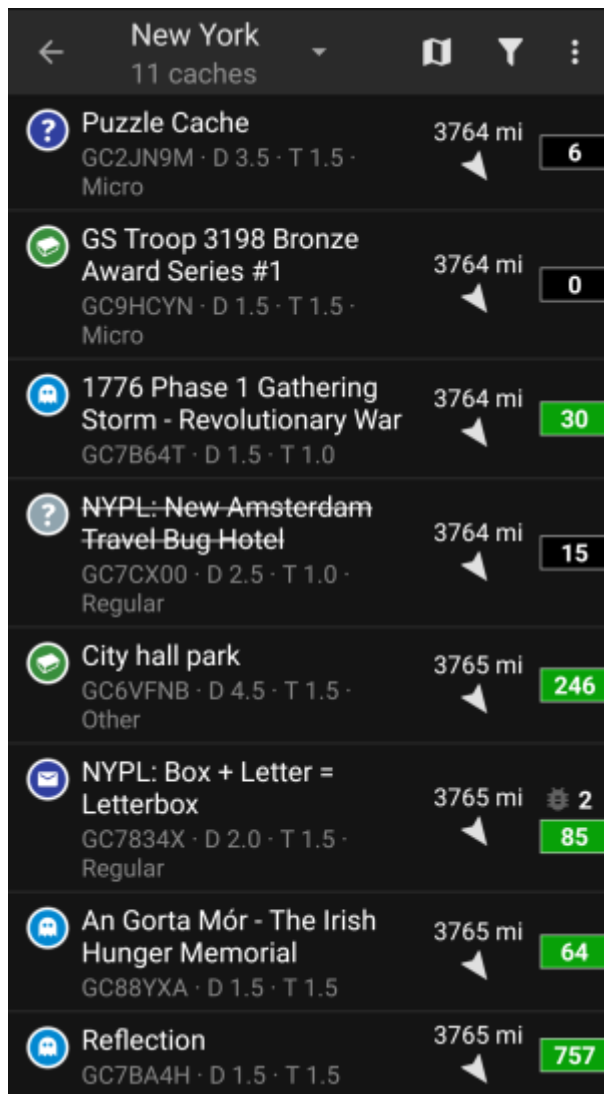 New York
11 caches
Puzzle Cache
GC2JN9M · D 3.5 · T 1.5 ·
Micro
3764 mi
6
GS Troop 3198 Bronze
Award Series #1
GC9HCYN · D 1.5 · T 1.5 ·
Micro
3764 mi
0
1776 Phase 1 Gathering
Storm - Revolutionary War
GC7B64T · D 1.5 · T 1.0
3764 mi
30
NYPL: New Amsterdam
Travel Bug Hotel
GC7CX00 · D 2.5 · T 1.0 ·
Regular
3764 mi
15
City hall park
GC6VFNB · D 4.5 · T 1.5 ·
Other
3765 mi
246
NYPL: Box + Letter =
Letterbox
GC7834X · D 2.0 · T 1.5 ·
Regular
3765 mi
2
85
An Gorta Mór - The Irish
Hunger Memorial
GC88YXA · D 1.5 · T 1.5
3765 mi
64
Reflection
GC7BA4H · D 1.5 · T 1.5
3765 mi
757